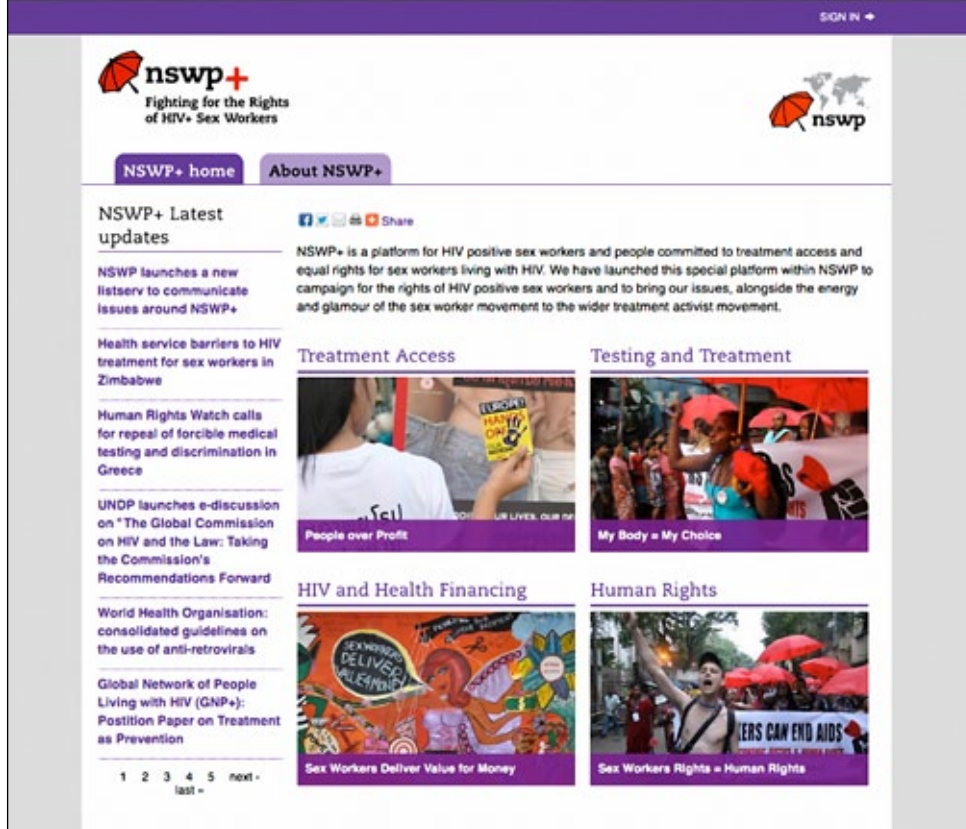 SIGN IN
nswp+
Fighting for the Rights
of HIV+ Sex Workers
nswp
NSWP+ home
About NSWP+
NSWP+ Latest
updates
NSWP launches a new
listserv to communicate
issues around NSWP+
Health service barriers to HIV
treatment for sex workers in
Zimbabwe
Human Rights Watch calls
for repeal of forcible medical
testing and discrimination in
Greece
UNDP launches e-discussion
on "The Global Commission
on HIV and the Law: Taking
the Commission's
Recommendations Forward
World Health Organisation:
consolidated guidelines on
the use of anti-retrovirals
Global Network of People
Living with HIV (GNP+):
Postition Paper on Treatment
as Prevention
1 2 3 4 5 next ›
last »
Share
NSWP+ is a platform for HIV positive sex workers and people committed to treatment access and
equal rights for sex workers living with HIV. We have launched this special platform within NSWP to
campaign for the rights of HIV positive sex workers and to bring our issues, alongside the energy
and glamour of the sex worker movement to the wider treatment activist movement.
Treatment Access
EUROPE!
HANDS
OFF
People over Profit
Testing and Treatment
My Body = My Choice
HIV and Health Financing
SEX WORKERS
DELIVER
VALUE 4 MONEY
Sex Workers Deliver Value for Money
Human Rights
ERS CAN END AIDS
Sex Workers Rights = Human Rights